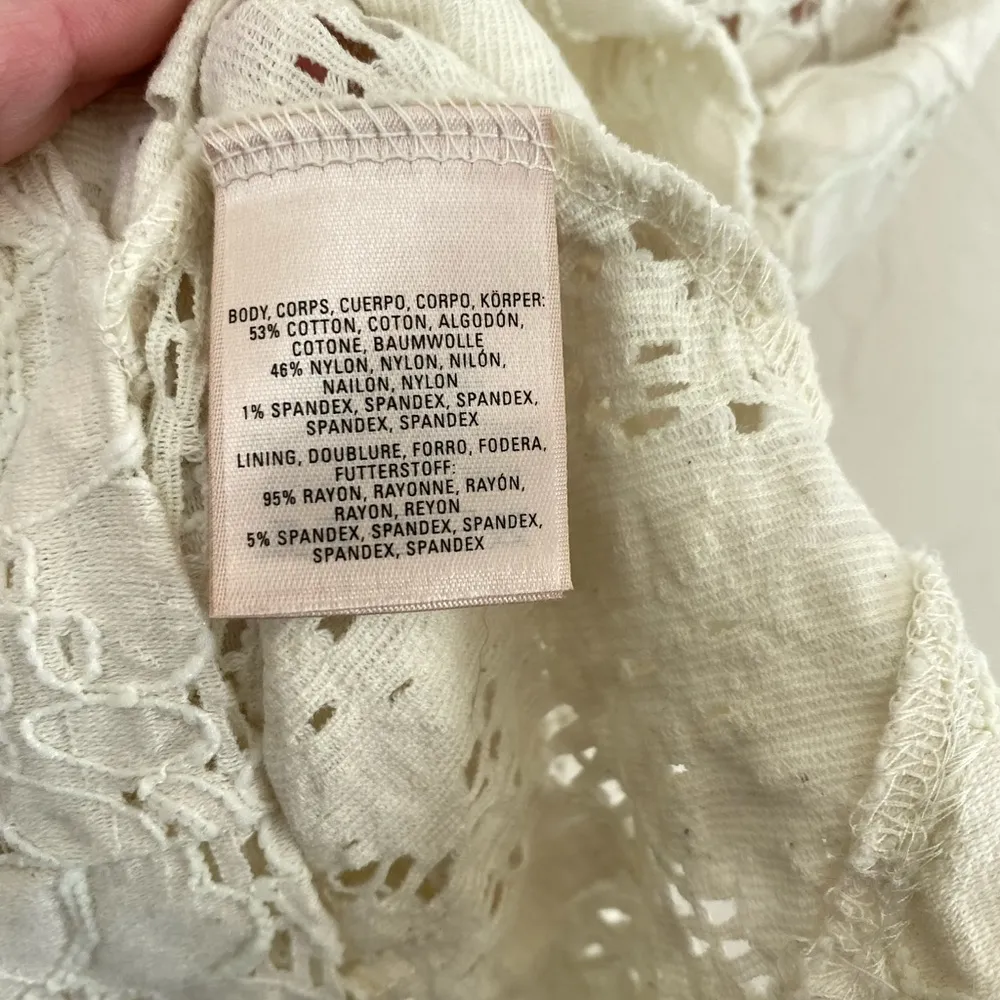 BODY, CORPS, CUERPO, CORPO, KÖRPER:
53% COTTON, COTON, ALGODÓN,
COTONE, BAUMWOLLE
46% NYLON, NYLON, NILÓN,
NAILON, NYLON
1% SPANDEX, SPANDEX, SPANDEX,
SPANDEX, SPANDEX
LINING, DOUBLURE, FORRO, FODERA,
FUTTERSTOFF:
95% RAYON, RAYONNE, RAYÓN,
RAYON, REYON
5% SPANDEX, SPANDEX, SPANDEX,
SPANDEX, SPANDEX